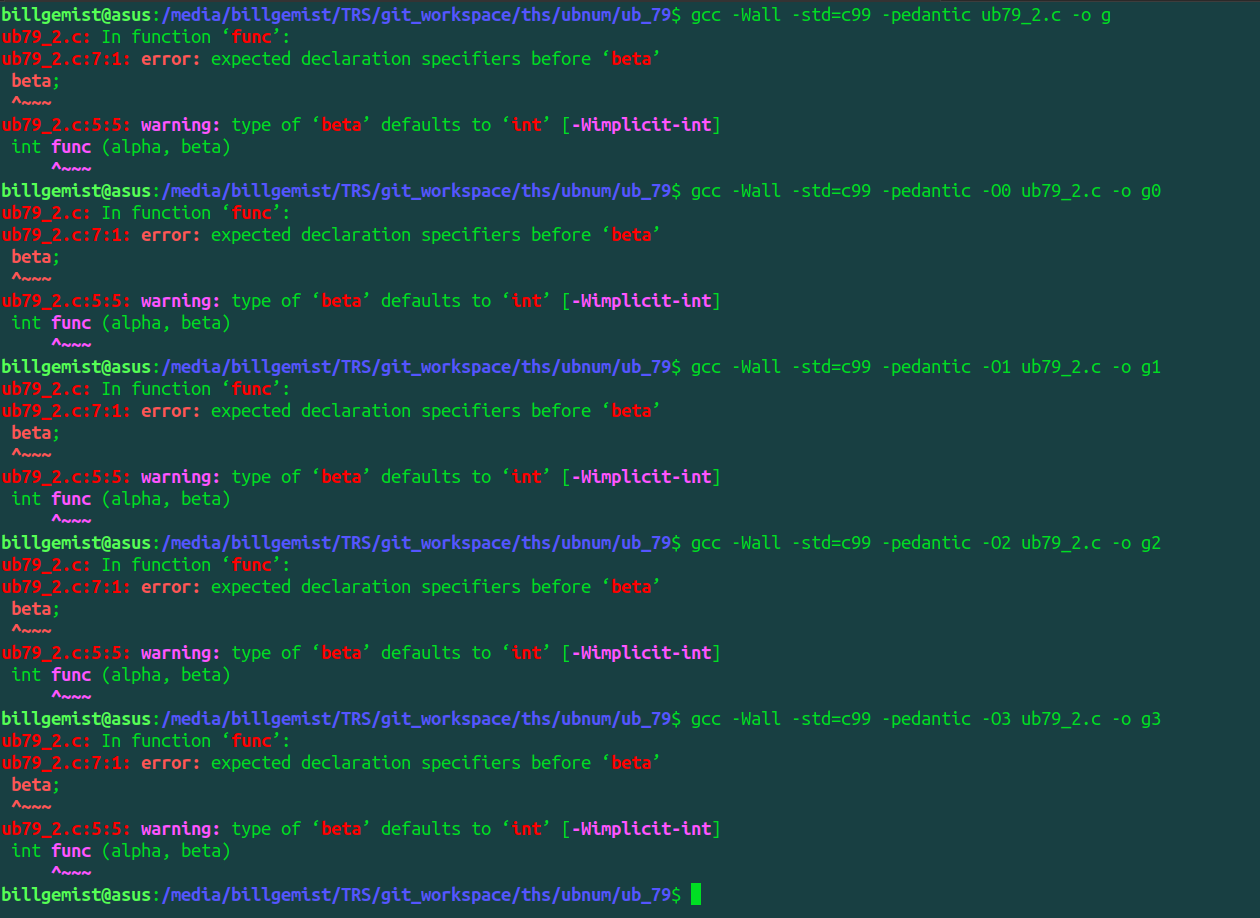 billgemist@asus:/media/billgemist/TRS/git_workspace/ths/ubnum/ub_79$ gcc -Wall -std=c99 -pedantic ub79_2.c -o g
ub79_2.c: In function ‘func’:
ub79_2.c:7:1: error: expected declaration specifiers before ‘beta’
 beta;
 ^~~~
ub79_2.c:5:5: warning: type of ‘beta’ defaults to ‘int’ [-Wimplicit-int]
 int func (alpha, beta)
     ^~~~
billgemist@asus:/media/billgemist/TRS/git_workspace/ths/ubnum/ub_79$ gcc -Wall -std=c99 -pedantic -O0 ub79_2.c -o g0
ub79_2.c: In function ‘func’:
ub79_2.c:7:1: error: expected declaration specifiers before ‘beta’
 beta;
 ^~~~
ub79_2.c:5:5: warning: type of ‘beta’ defaults to ‘int’ [-Wimplicit-int]
 int func (alpha, beta)
     ^~~~
billgemist@asus:/media/billgemist/TRS/git_workspace/ths/ubnum/ub_79$ gcc -Wall -std=c99 -pedantic -O1 ub79_2.c -o g1
ub79_2.c: In function ‘func’:
ub79_2.c:7:1: error: expected declaration specifiers before ‘beta’
 beta;
 ^~~~
ub79_2.c:5:5: warning: type of ‘beta’ defaults to ‘int’ [-Wimplicit-int]
 int func (alpha, beta)
     ^~~~
billgemist@asus:/media/billgemist/TRS/git_workspace/ths/ubnum/ub_79$ gcc -Wall -std=c99 -pedantic -O2 ub79_2.c -o g2
ub79_2.c: In function ‘func’:
ub79_2.c:7:1: error: expected declaration specifiers before ‘beta’
 beta;
 ^~~~
ub79_2.c:5:5: warning: type of ‘beta’ defaults to ‘int’ [-Wimplicit-int]
 int func (alpha, beta)
     ^~~~
billgemist@asus:/media/billgemist/TRS/git_workspace/ths/ubnum/ub_79$ gcc -Wall -std=c99 -pedantic -O3 ub79_2.c -o g3
ub79_2.c: In function ‘func’:
ub79_2.c:7:1: error: expected declaration specifiers before ‘beta’
 beta;
 ^~~~
ub79_2.c:5:5: warning: type of ‘beta’ defaults to ‘int’ [-Wimplicit-int]
 int func (alpha, beta)
     ^~~~
billgemist@asus:/media/billgemist/TRS/git_workspace/ths/ubnum/ub_79$